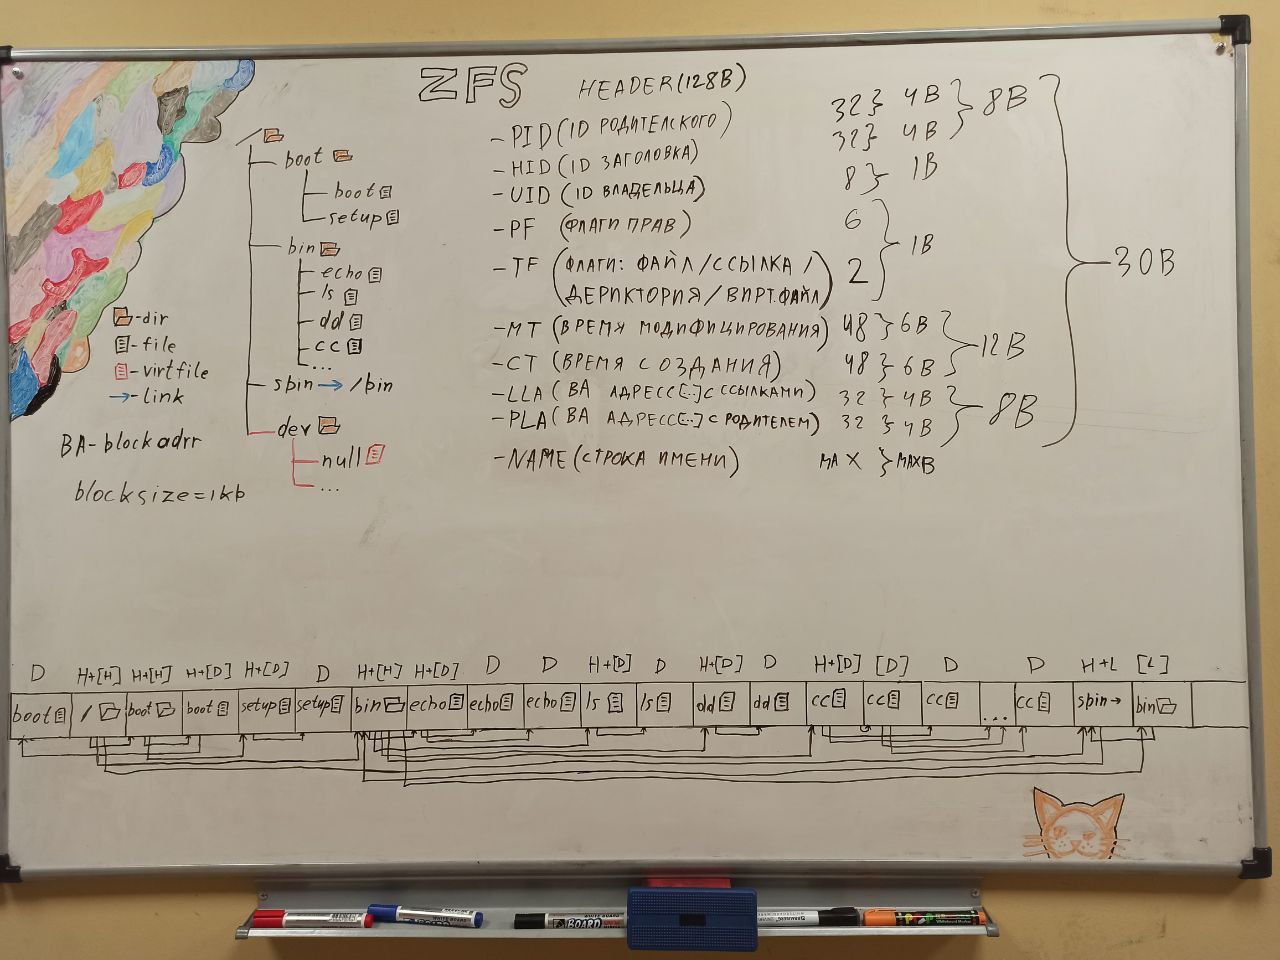 ZFS
HEADER(128B)
-PID(ID РОДИТЕЛСКОГО) 32} 4B
-HID(ID ЗАГОЛОВКА) 32} 4B } 8B
-UID(ID ВЛАДЕЛЬЦА) 8} 1B
-PF (ФЛАГИ ПРАВ) 6
-TF (ФЛАГИ: ФАЙЛ/ССЫЛКА/ 2 } 1B
ДЕРИКТОРИЯ/ВИРТ.ФАЙЛ)
-MT(ВРЕМЯ МОДИФИЦИРОВАНИЯ) 48} 6B
-CT(ВРЕМЯ СОЗДАНИЯ) 48} 6B } 12B
-LLA(BA АДРЕСС[..] С ССЫЛКАМИ) 32} 4B
-PLA(BA АДРЕСС[..] С РОДИТЕЛЕМ) 32} 4B } 8B
30B
-NAME(СТРОКА ИМЕНИ) MAX } MAXB
/
boot
boot
setup
bin
echo
ls
dd
cc
...
sbin → /bin
dev
null
...
-dir
-file
-virtfile
→-link
BA-blockadrr
blocksize=1kb
D H+[H] H+[H] H+[D] H+[D] D H+[H] H+[D] D D H+[D] D H+[D] D H+[D] [D] D D H+L [L]
boot / boot boot setup setup bin echo echo echo ls ls dd dd cc cc cc ... cc sbin→ bin
WHITE BOARD
BOARD